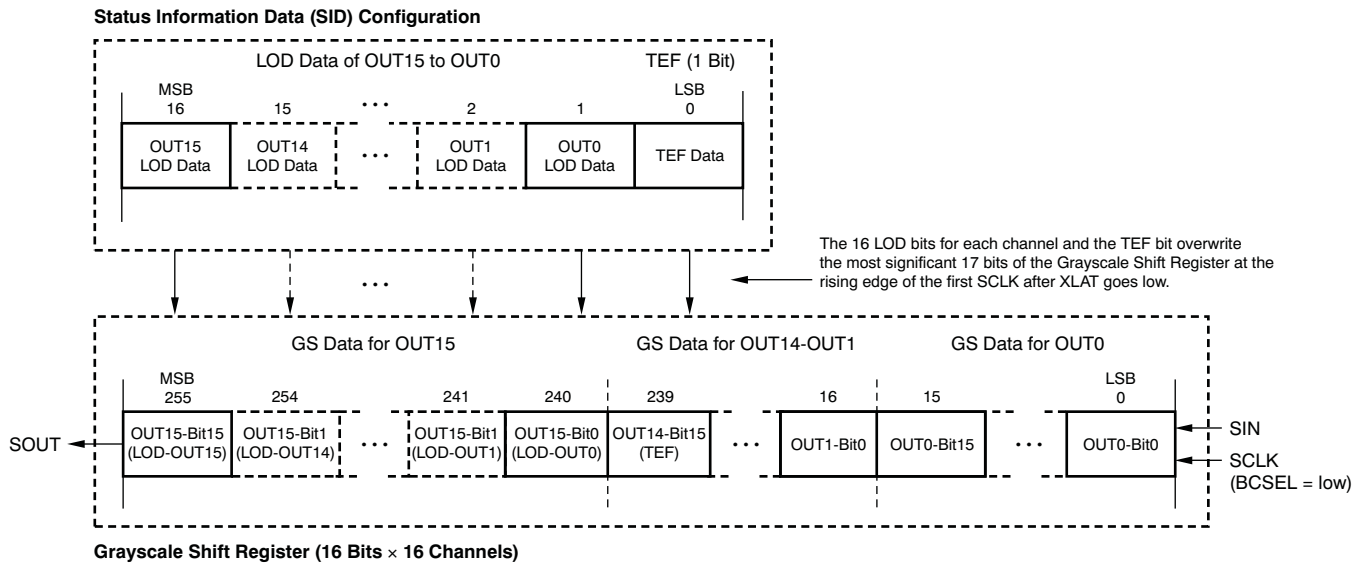 Status Information Data (SID) Configuration
LOD Data of OUT15 to OUT0
TEF (1 Bit)
MSB
LSB
16
15
• • •
2
1
0
OUT15
LOD Data
OUT14
LOD Data
• • •
OUT1
LOD Data
OUT0
LOD Data
TEF Data
• • •
The 16 LOD bits for each channel and the TEF bit overwrite
the most significant 17 bits of the Grayscale Shift Register at the
rising edge of the first SCLK after XLAT goes low.
GS Data for OUT15
GS Data for OUT14-OUT1
GS Data for OUT0
MSB
LSB
255
254
241
240
239
16
15
0
SOUT
OUT15-Bit15
(LOD-OUT15)
OUT15-Bit1
(LOD-OUT14)
• • •
OUT15-Bit1
(LOD-OUT1)
OUT15-Bit0
(LOD-OUT0)
OUT14-Bit15
(TEF)
• • •
OUT1-Bit0
OUT0-Bit15
• • •
OUT0-Bit0
SIN
SCLK
(BCSEL = low)
Grayscale Shift Register (16 Bits × 16 Channels)